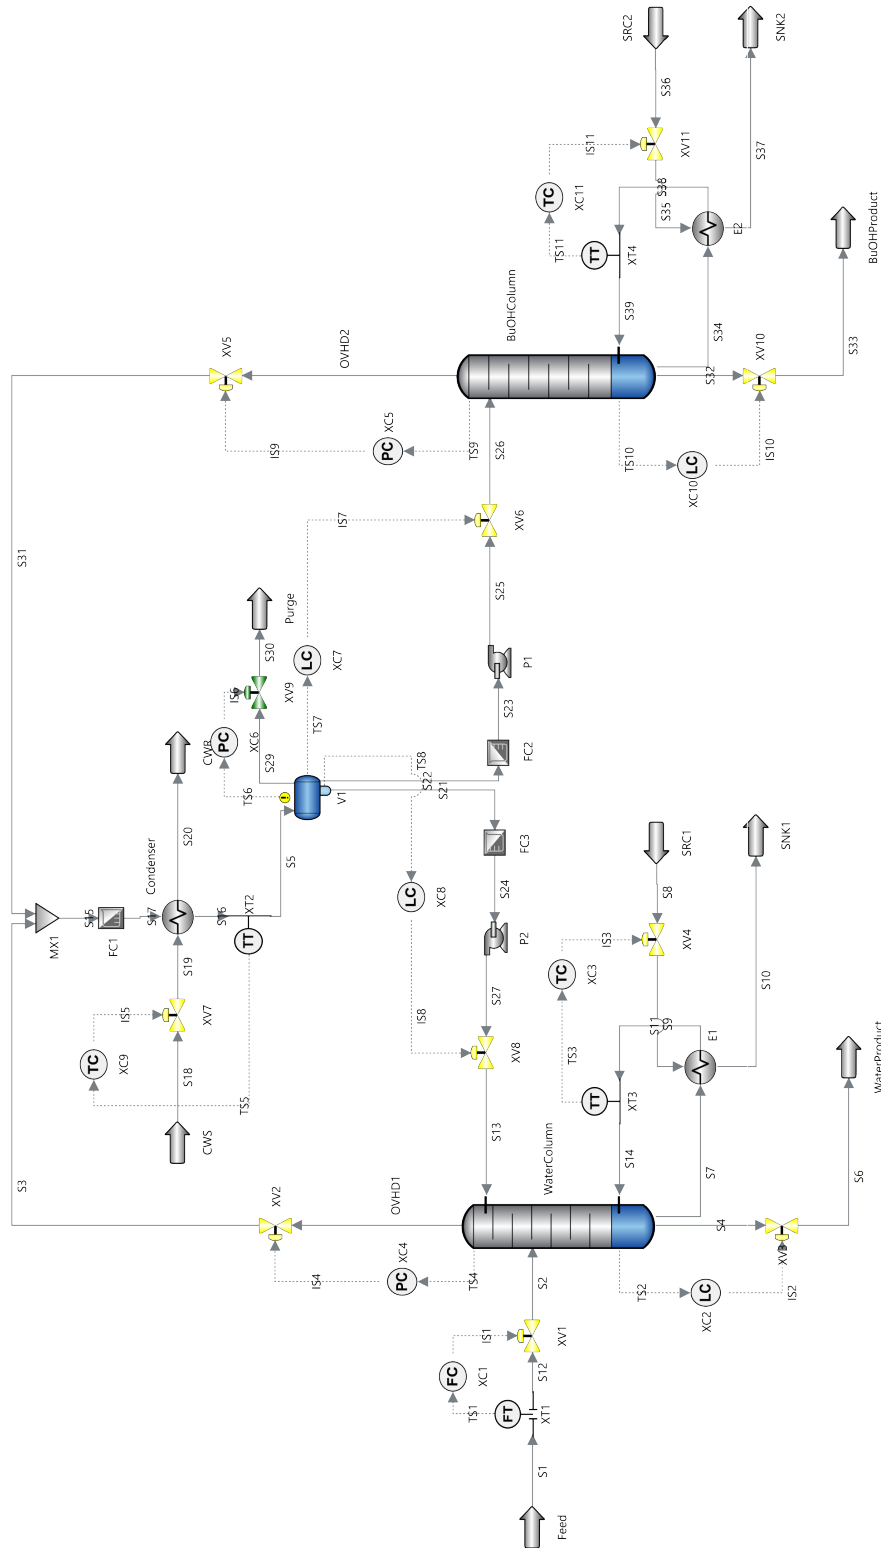 S3
S31
MX1
S15
TC
FC1
XC9
IS5
Condenser
S17
S18
S19
S20
XV7
CWS
CWR
S16
PC
XV5
IS6
TS5
TT
XT2
TS6
XC6
S29
S30
IS9
XV2
XV9
Purge
S5
LC
IS4
TS7
XC7
V1
IS7
OVHD2
PC
XC5
OVHD1
PC
XC4
LC
XC8
IS8
TS8
S22
S21
FC
TS4
TS9
XC1
IS1
TS1
S27
S13
S26
S25
FT
S24
S23
BuOHColumn
XV8
P2
FC3
FC2
P1
XV6
S1
S12
S2
XT1
XV1
Feed
WaterColumn
TC
XC3
TS3
IS3
TC
XC11
TS11
IS11
TT
TT
XT3
XT4
S14
S39
TS2
TS10
S11
S9
S8
S35
S38
S36
SRC2
XV4
SRC1
XV11
LC
XC2
LC
XC10
S7
S34
E1
S4
S32
E2
S10
S37
XV3
XV10
IS2
IS10
SNK1
SNK2
S6
S33
WaterProduct
BuOHProduct